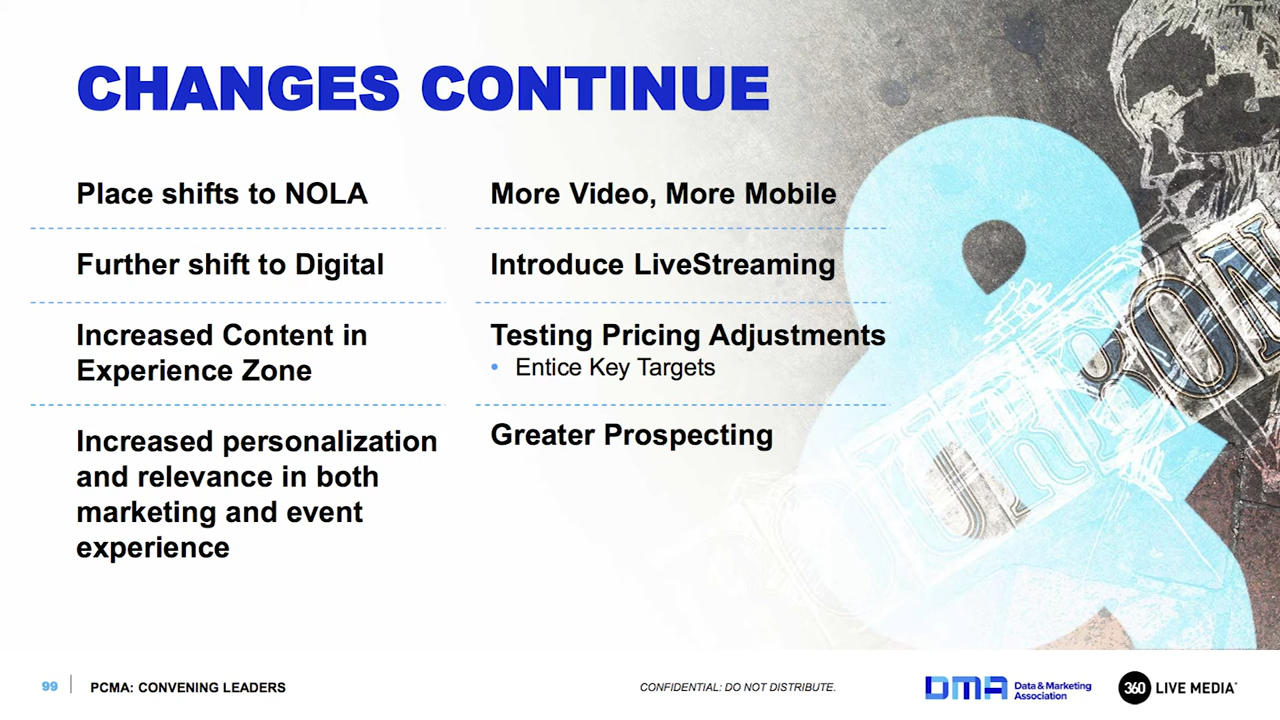 CHANGES CONTINUE
Place shifts to NOLA
Further shift to Digital
Increased Content in
Experience Zone
Increased personalization
and relevance in both
marketing and event
experience
More Video, More Mobile
Introduce LiveStreaming
Testing Pricing Adjustments
• Entice Key Targets
Greater Prospecting
&
99
PCMA: CONVENING LEADERS
CONFIDENTIAL: DO NOT DISTRIBUTE.
DMA Data & Marketing
Association
360 LIVE MEDIA